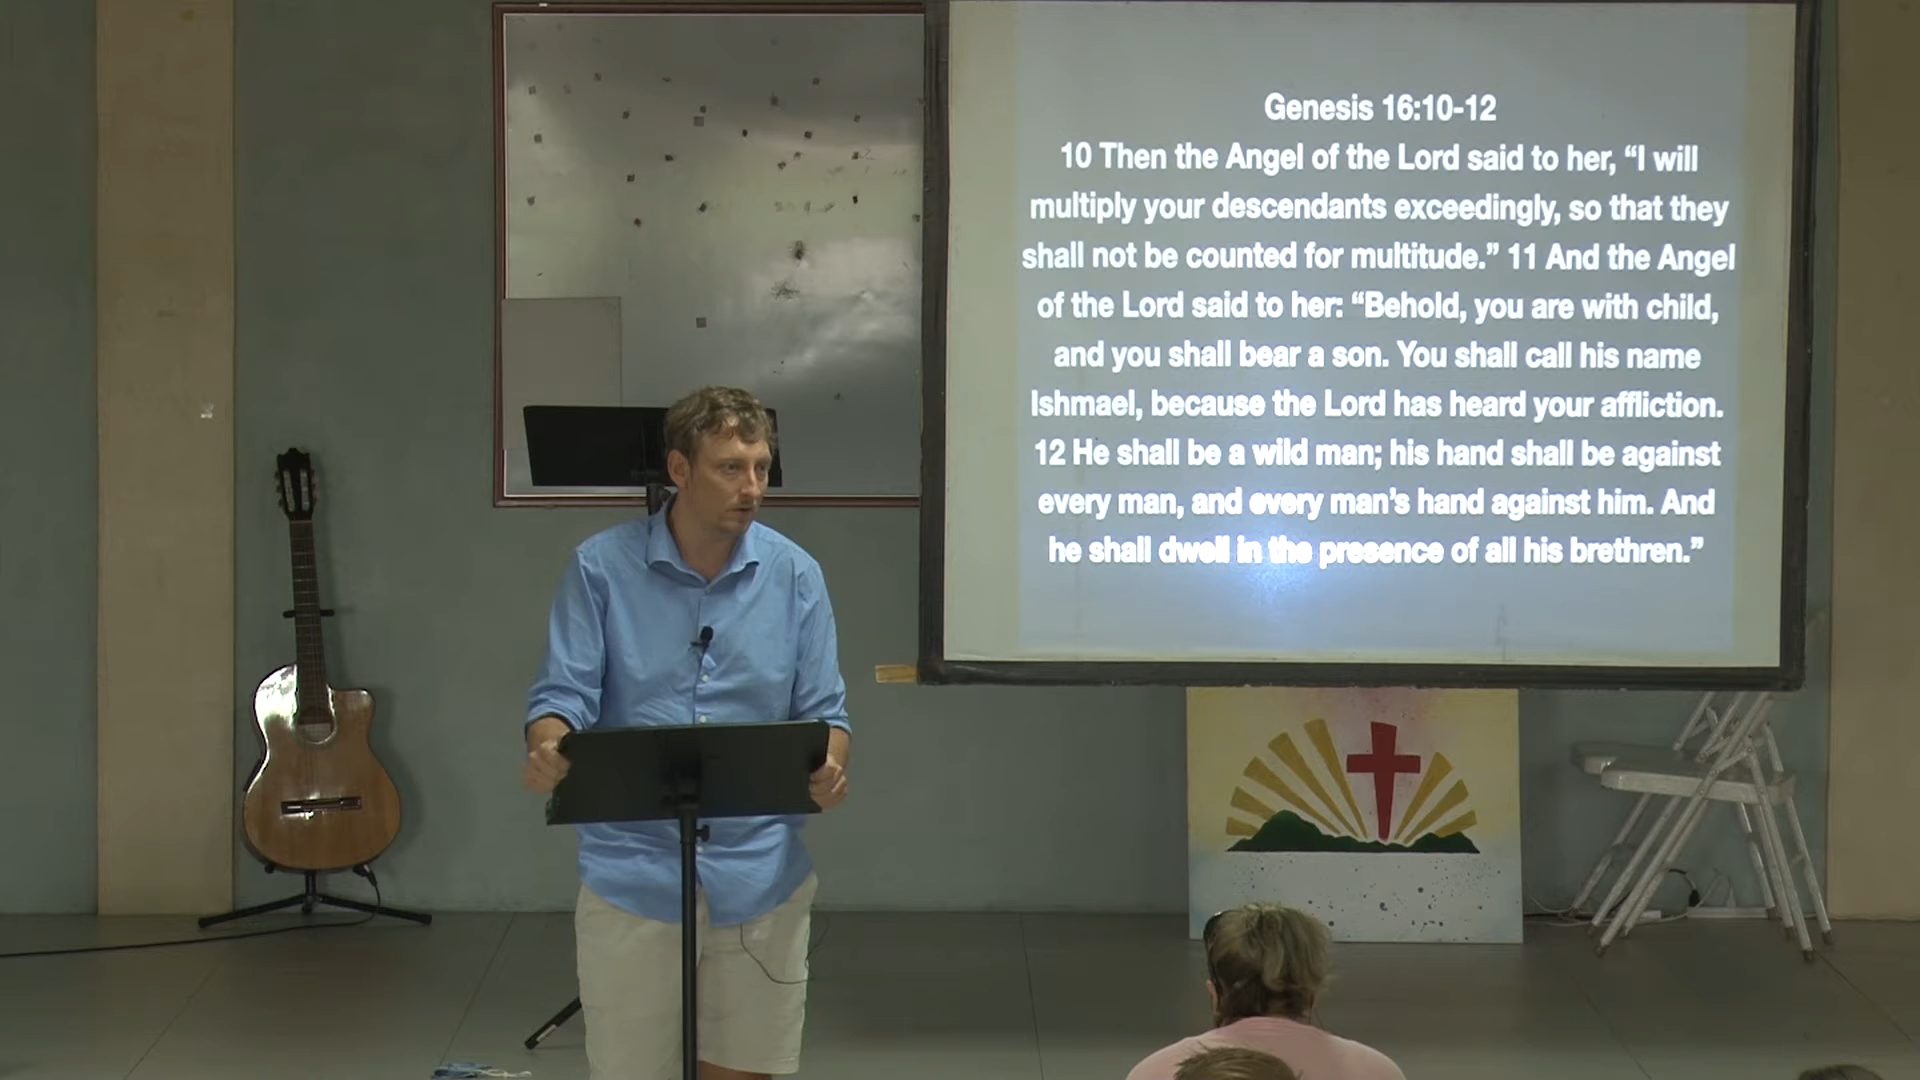 Genesis 16:10-12
10 Then the Angel of the Lord said to her, “I will
multiply your descendants exceedingly, so that they
shall not be counted for multitude.” 11 And the Angel
of the Lord said to her: “Behold, you are with child,
and you shall bear a son. You shall call his name
Ishmael, because the Lord has heard your affliction.
12 He shall be a wild man; his hand shall be against
every man, and every man’s hand against him. And
he shall dwell in the presence of all his brethren.”